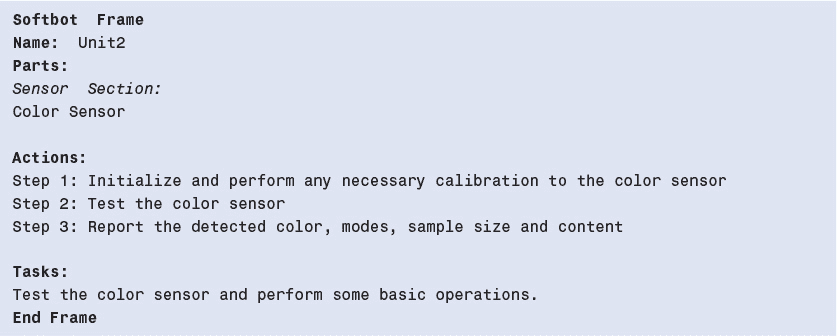 Softbot Frame
Name: Unit2
Parts:
Sensor Section:
Color Sensor
Actions:
Step 1: Initialize and perform any necessary calibration to the color sensor
Step 2: Test the color sensor
Step 3: Report the detected color, modes, sample size and content
Tasks:
Test the color sensor and perform some basic operations.
End Frame